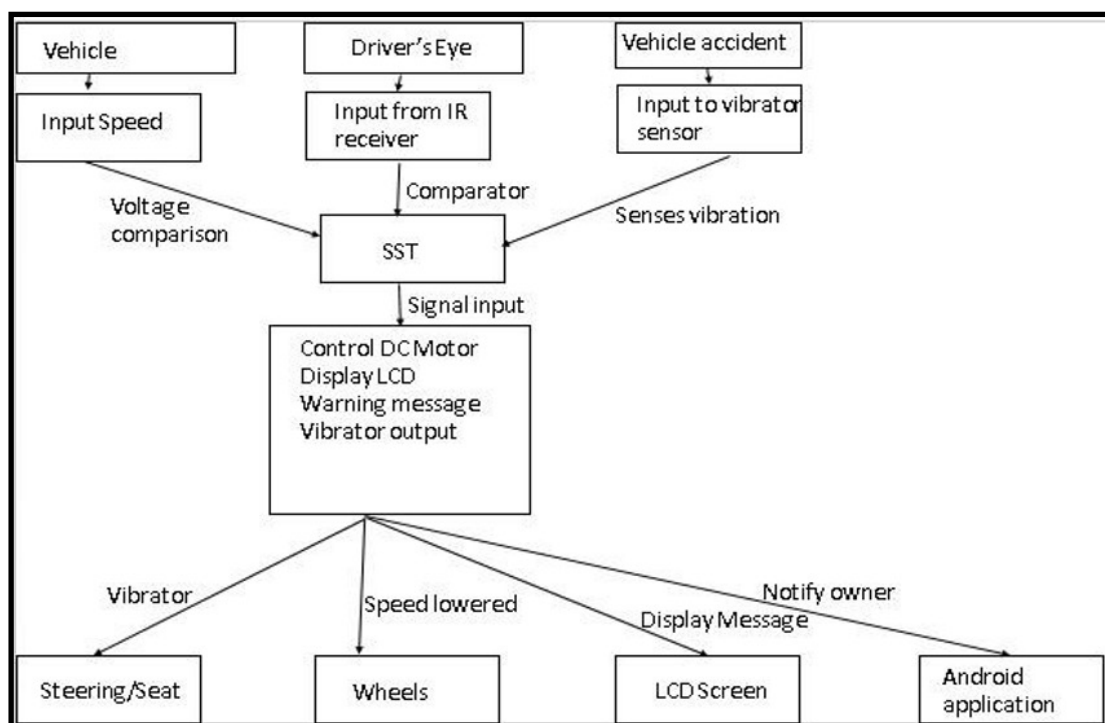 Vehicle
Driver's Eye
Vehicle accident
Input Speed
Input from IR
receiver
Input to vibrator
sensor
Voltage
comparison
Comparator
Senses vibration
SST
Signal input
Control DC Motor
Display LCD
Warning message
Vibrator output
Vibrator
Speed lowered
Display Message
Notify owner
Steering/Seat
Wheels
LCD Screen
Android
application